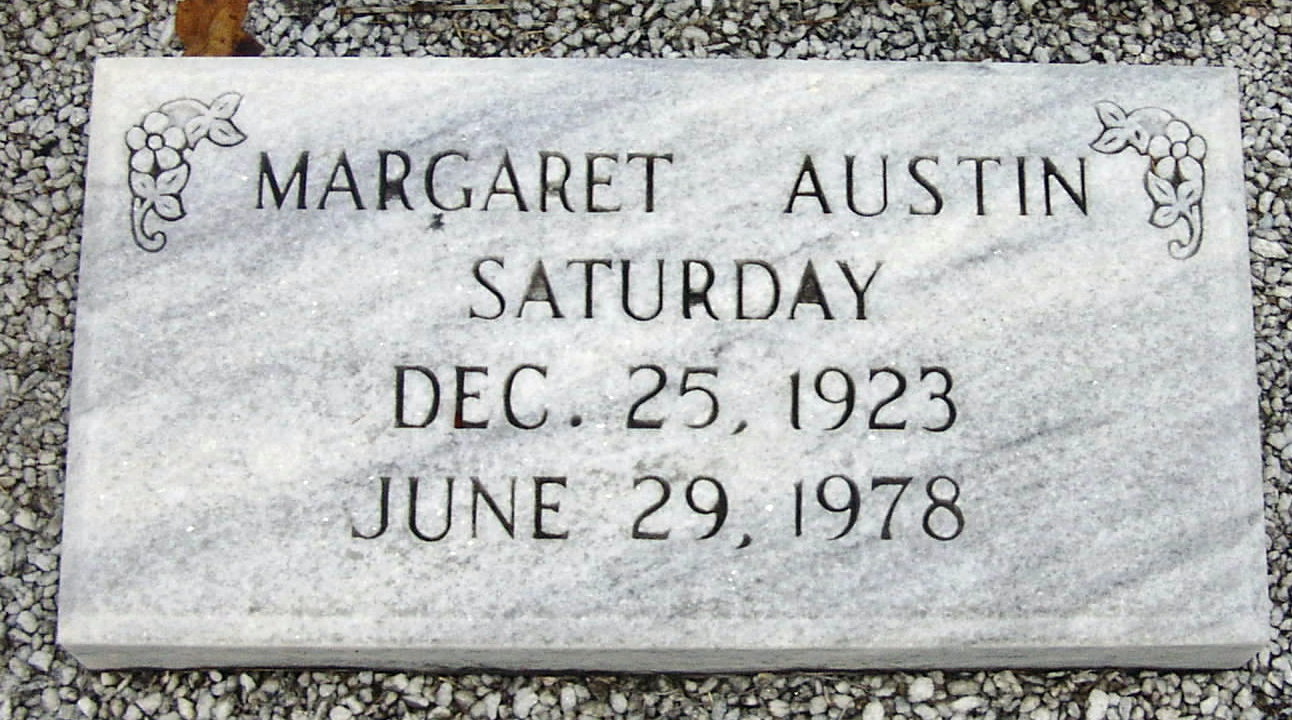 MARGARET AUSTIN
SATURDAY
DEC. 25, 1923
JUNE 29, 1978